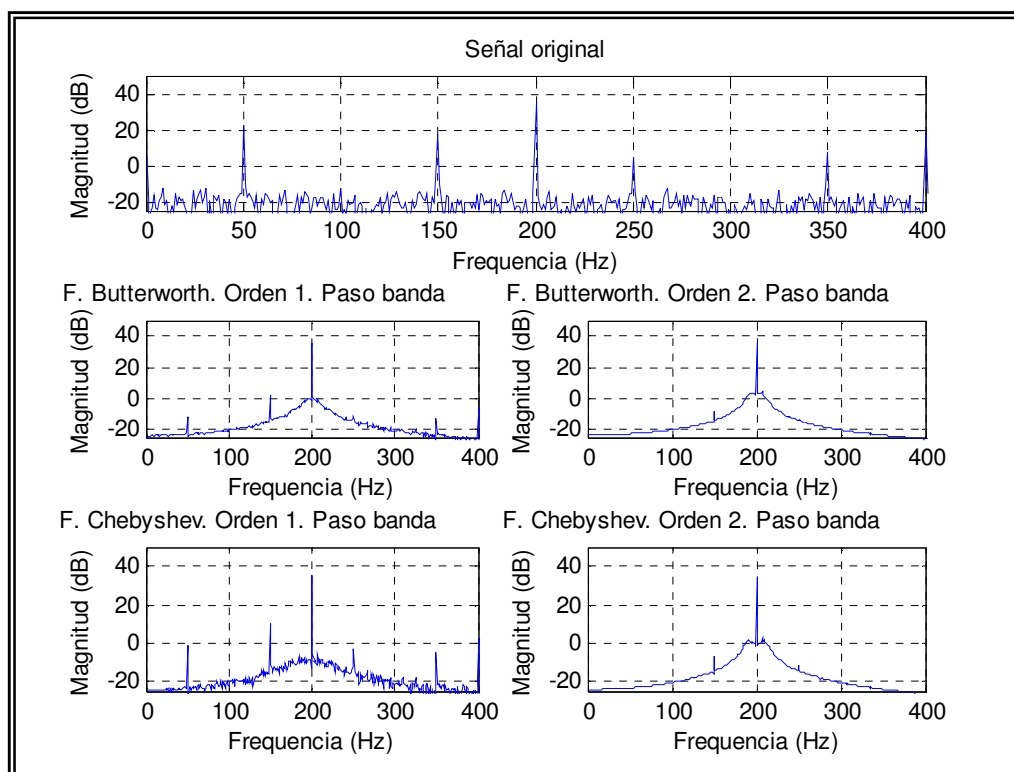 Señal original
Magnitud (dB)
40
20
0
-20
0 50 100 150 200 250 300 350 400
Frequencia (Hz)
F. Butterworth. Orden 1. Paso banda
Magnitud (dB)
40
20
0
-20
0 100 200 300 400
Frequencia (Hz)
F. Butterworth. Orden 2. Paso banda
Magnitud (dB)
40
20
0
-20
0 100 200 300 400
Frequencia (Hz)
F. Chebyshev. Orden 1. Paso banda
Magnitud (dB)
40
20
0
-20
0 100 200 300 400
Frequencia (Hz)
F. Chebyshev. Orden 2. Paso banda
Magnitud (dB)
40
20
0
-20
0 100 200 300 400
Frequencia (Hz)